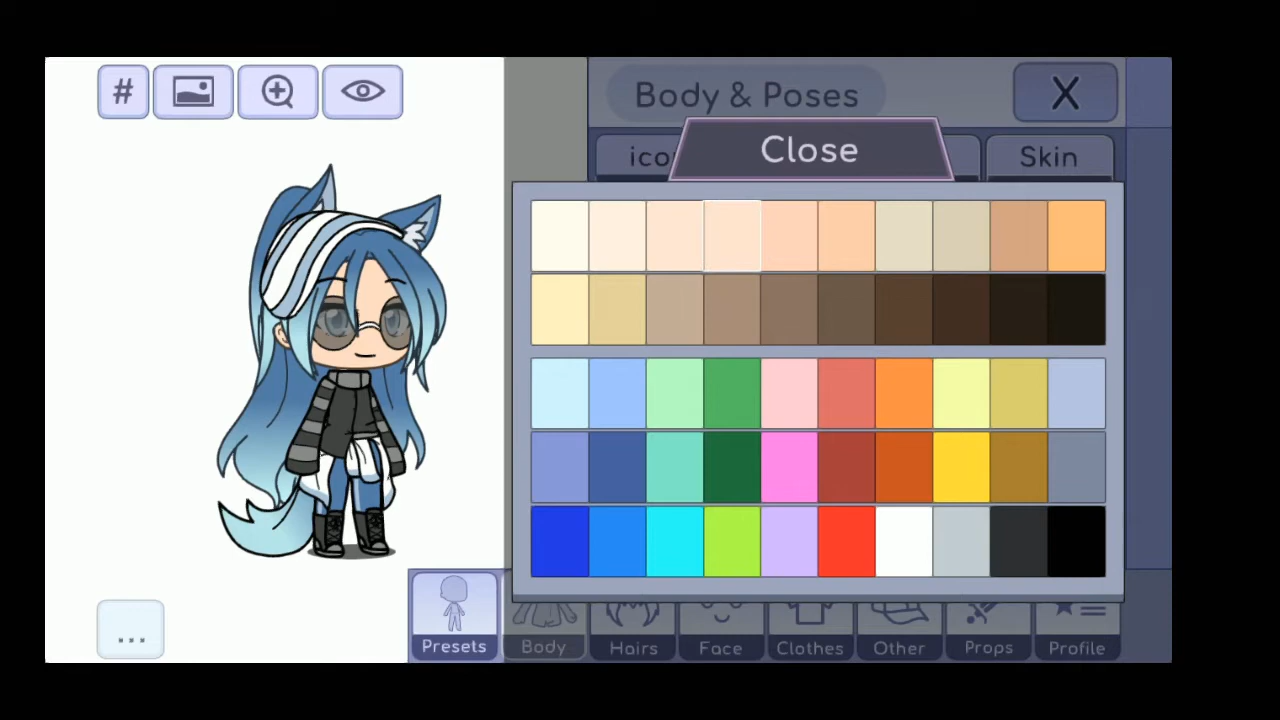 #
Body & Poses
X
Close
ico
Skin
...
Presets
Body
Hairs
Face
Clothes
Other
Props
Profile